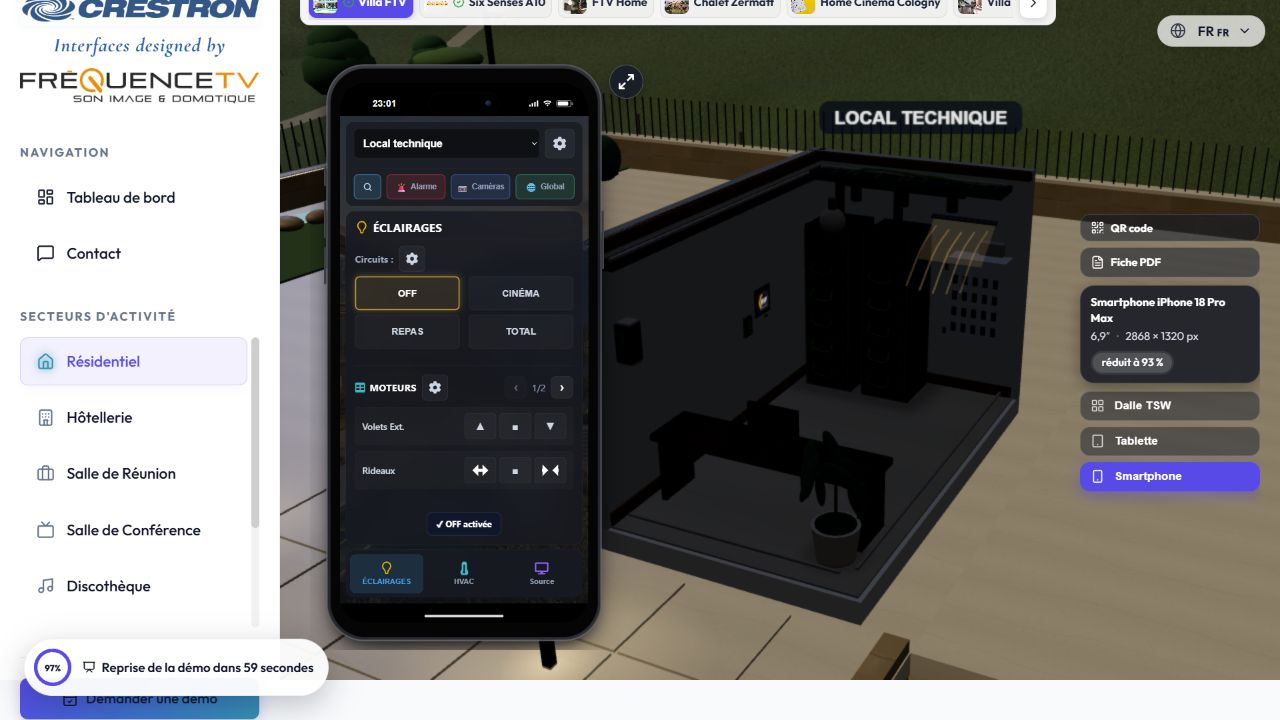 CRESTRON
Interfaces designed by
FRÉQUENCETV
SON IMAGE & DOMOTIQUE
NAVIGATION
Tableau de bord
Contact
SECTEURS D'ACTIVITÉ
Résidentiel
Hôtellerie
Salle de Réunion
Salle de Conférence
Discothèque
97%
Reprise de la démo dans 59 secondes
Demander une démo
Villa FTV
Six Senses A10
FTV Home
Chalet Zermatt
Home Cinema Cologny
Villa
FR FR
23:01
Local technique
Alarme
Caméras
Global
ÉCLAIRAGES
Circuits :
OFF
CINÉMA
REPAS
TOTAL
MOTEURS
1/2
Volets Ext.
Rideaux
✓ OFF activée
ÉCLAIRAGES
HVAC
Source
LOCAL TECHNIQUE
QR code
Fiche PDF
Smartphone iPhone 18 Pro
Max
6,9" · 2868 × 1320 px
réduit à 93 %
Dalle TSW
Tablette
Smartphone